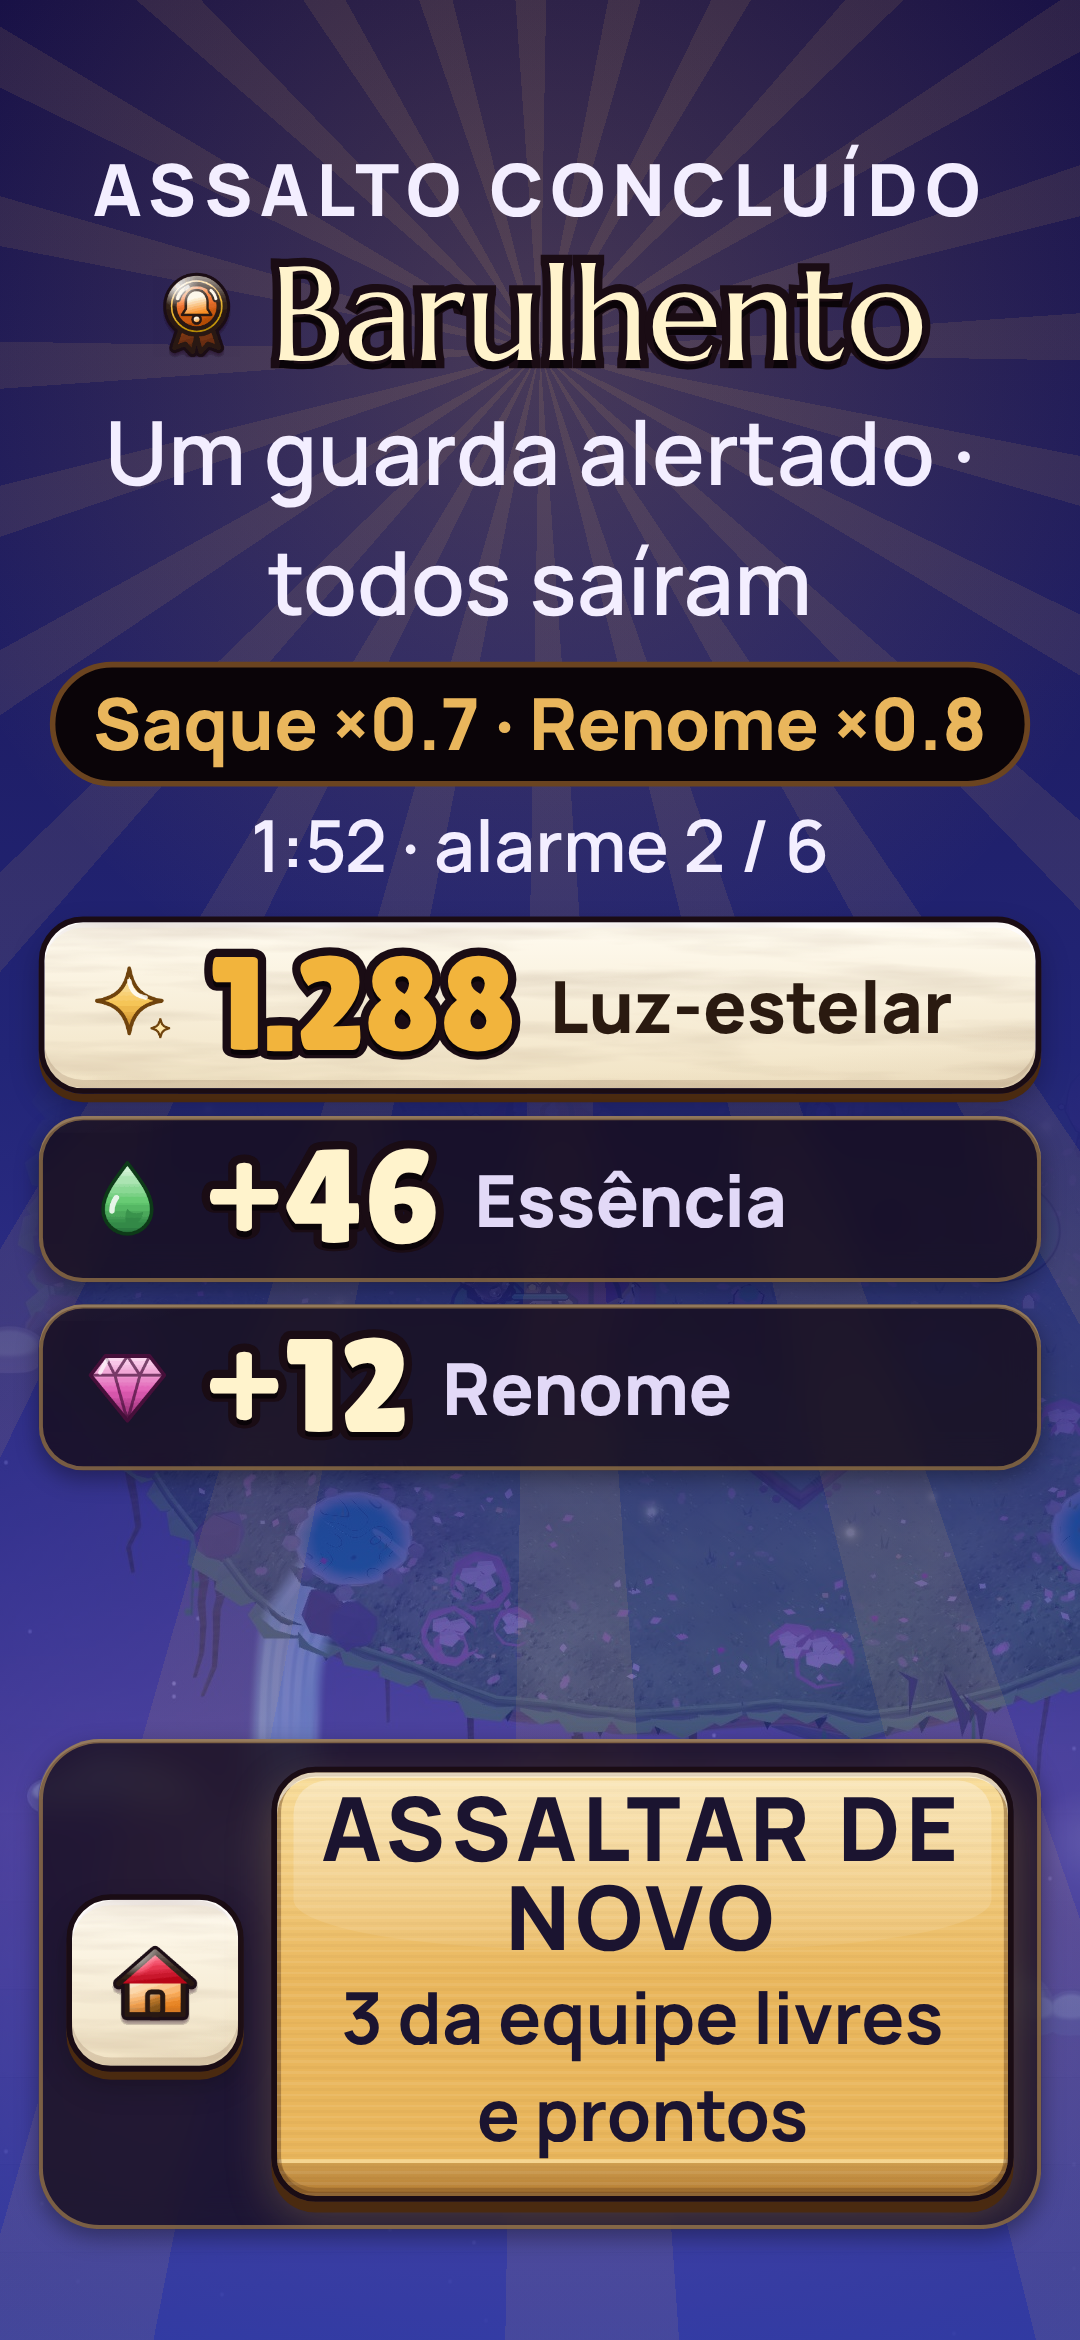 ASSALTO CONCLUÍDO
Barulhento
Um guarda alertado ·
todos saíram
Saque ×0.7 · Renome ×0.8
1:52 · alarme 2 / 6
1.288 Luz-estelar
+46 Essência
+12 Renome
ASSALTAR DE
NOVO
3 da equipe livres
e prontos